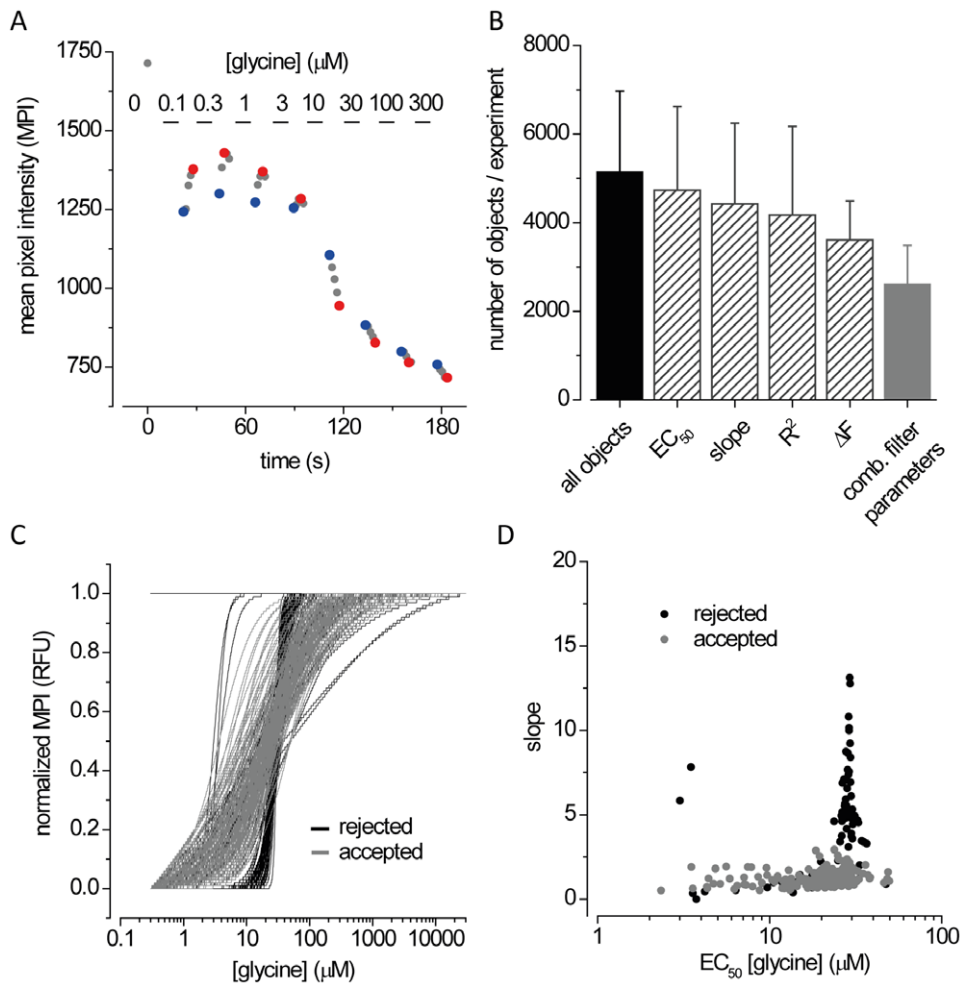 A
[glycine] (μM)
0 0.1 0.3 1 3 10 30 100 300
1750
1500
1250
1000
750
mean pixel intensity (MPI)
0 60 120 180
time (s)
B
8000
6000
4000
2000
0
number of objects / experiment
all objects
EC50
slope
R2
ΔF
comb. filter
parameters
C
1.0
0.8
0.6
0.4
0.2
0.0
normalized MPI (RFU)
rejected
accepted
0.1 1 10 100 1000 10000
[glycine] (μM)
D
20
15
10
5
0
slope
rejected
accepted
1 10 100
EC50 [glycine] (μM)